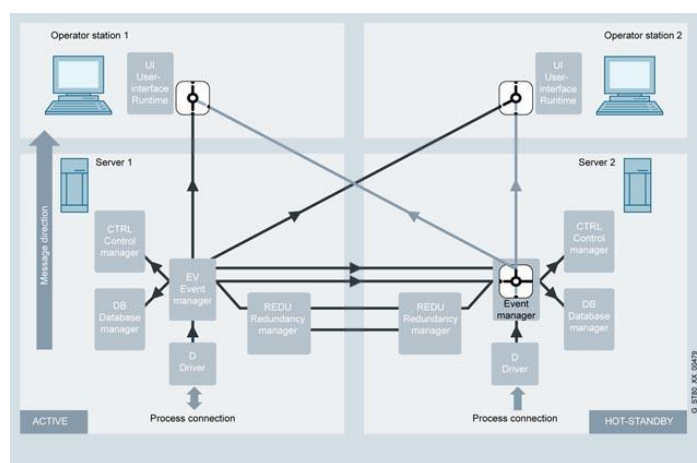 Operator station 1
Operator station 2
UI
User-
interface
Runtime
UI
User-
interface
Runtime
Message direction
Server 1
Server 2
CTRL
Control
manager
EV
Event
manager
DB
Database
manager
REDU
Redundancy
manager
REDU
Redundancy
manager
Event
manager
CTRL
Control
manager
DB
Database
manager
D
Driver
D
Driver
Process connection
Process connection
ACTIVE
HOT-STANDBY
G_ST80_XX_00479